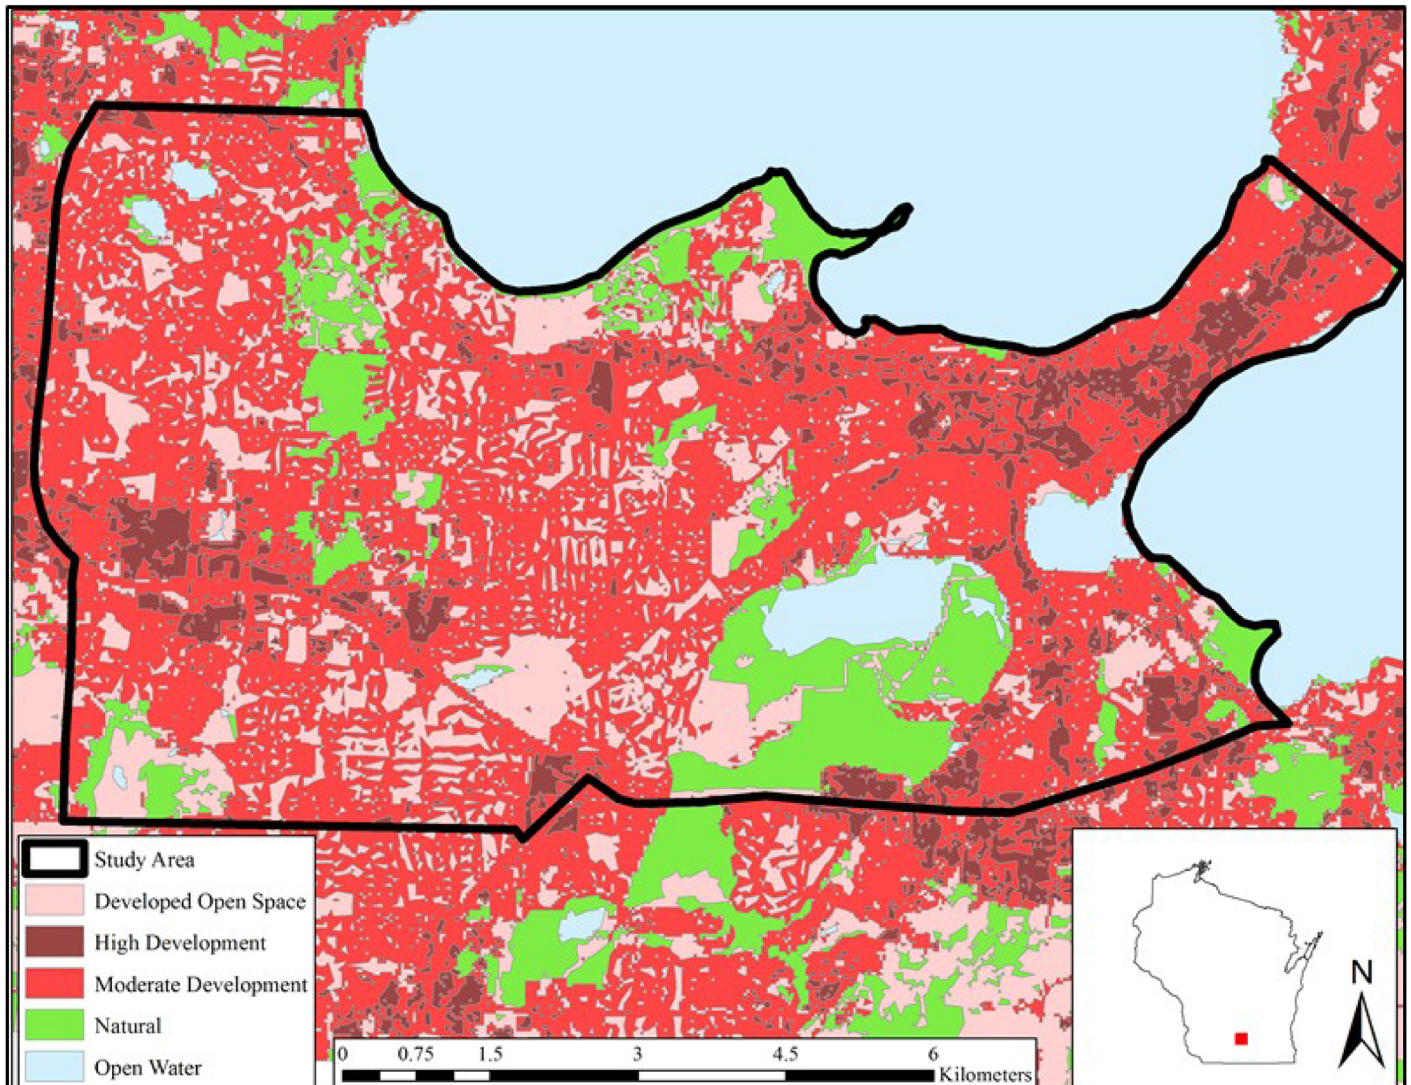 Study Area
Developed Open Space
High Development
Moderate Development
Natural
Open Water
0 0.75 1.5 3 4.5 6
Kilometers
N